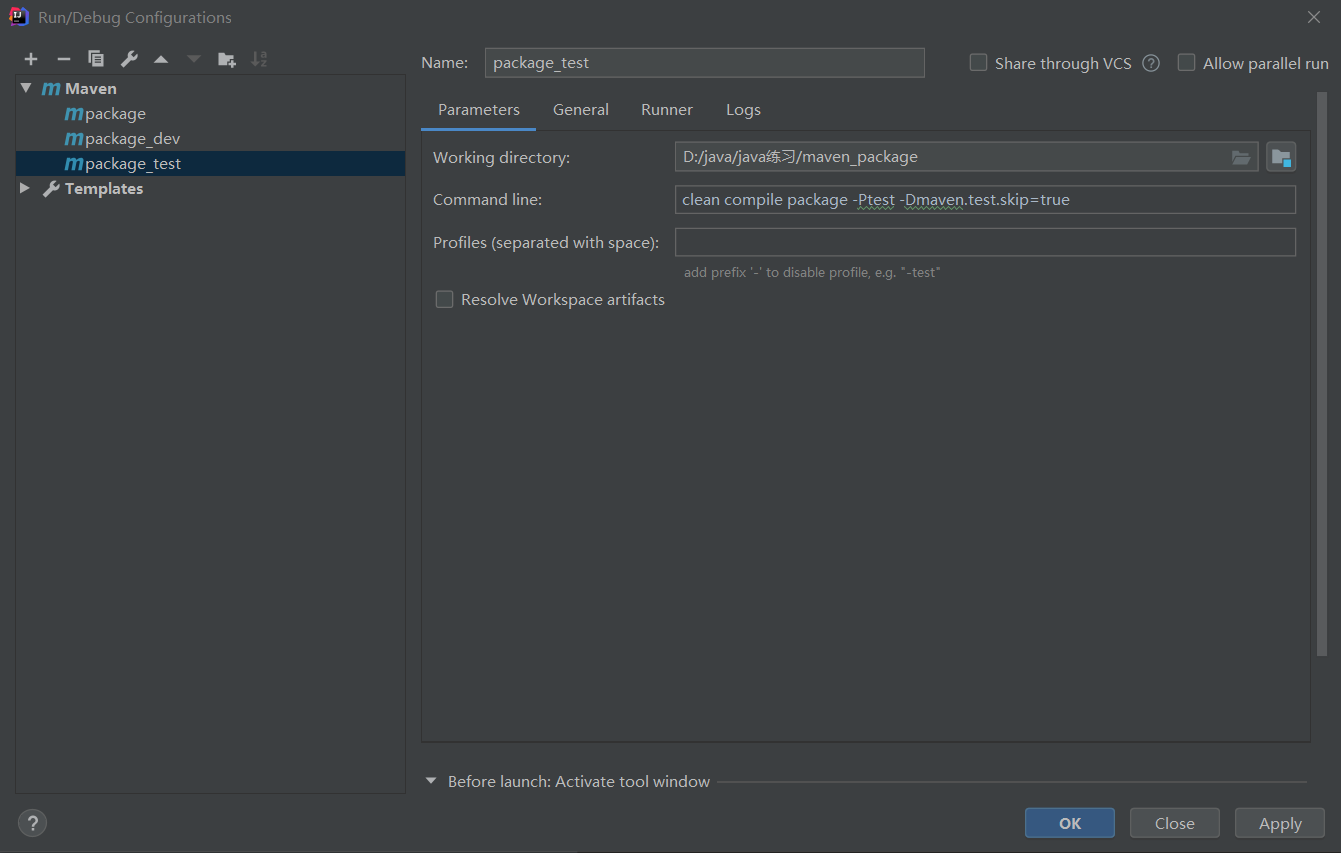 Run/Debug Configurations
Name: package_test Share through VCS ? Allow parallel run
Maven
package
package_dev
package_test
Templates
Parameters General Runner Logs
Working directory: D:/java/java练习/maven_package
Command line: clean compile package -Ptest -Dmaven.test.skip=true
Profiles (separated with space):
add prefix '-' to disable profile, e.g. "-test"
Resolve Workspace artifacts
Before launch: Activate tool window
? OK Close Apply